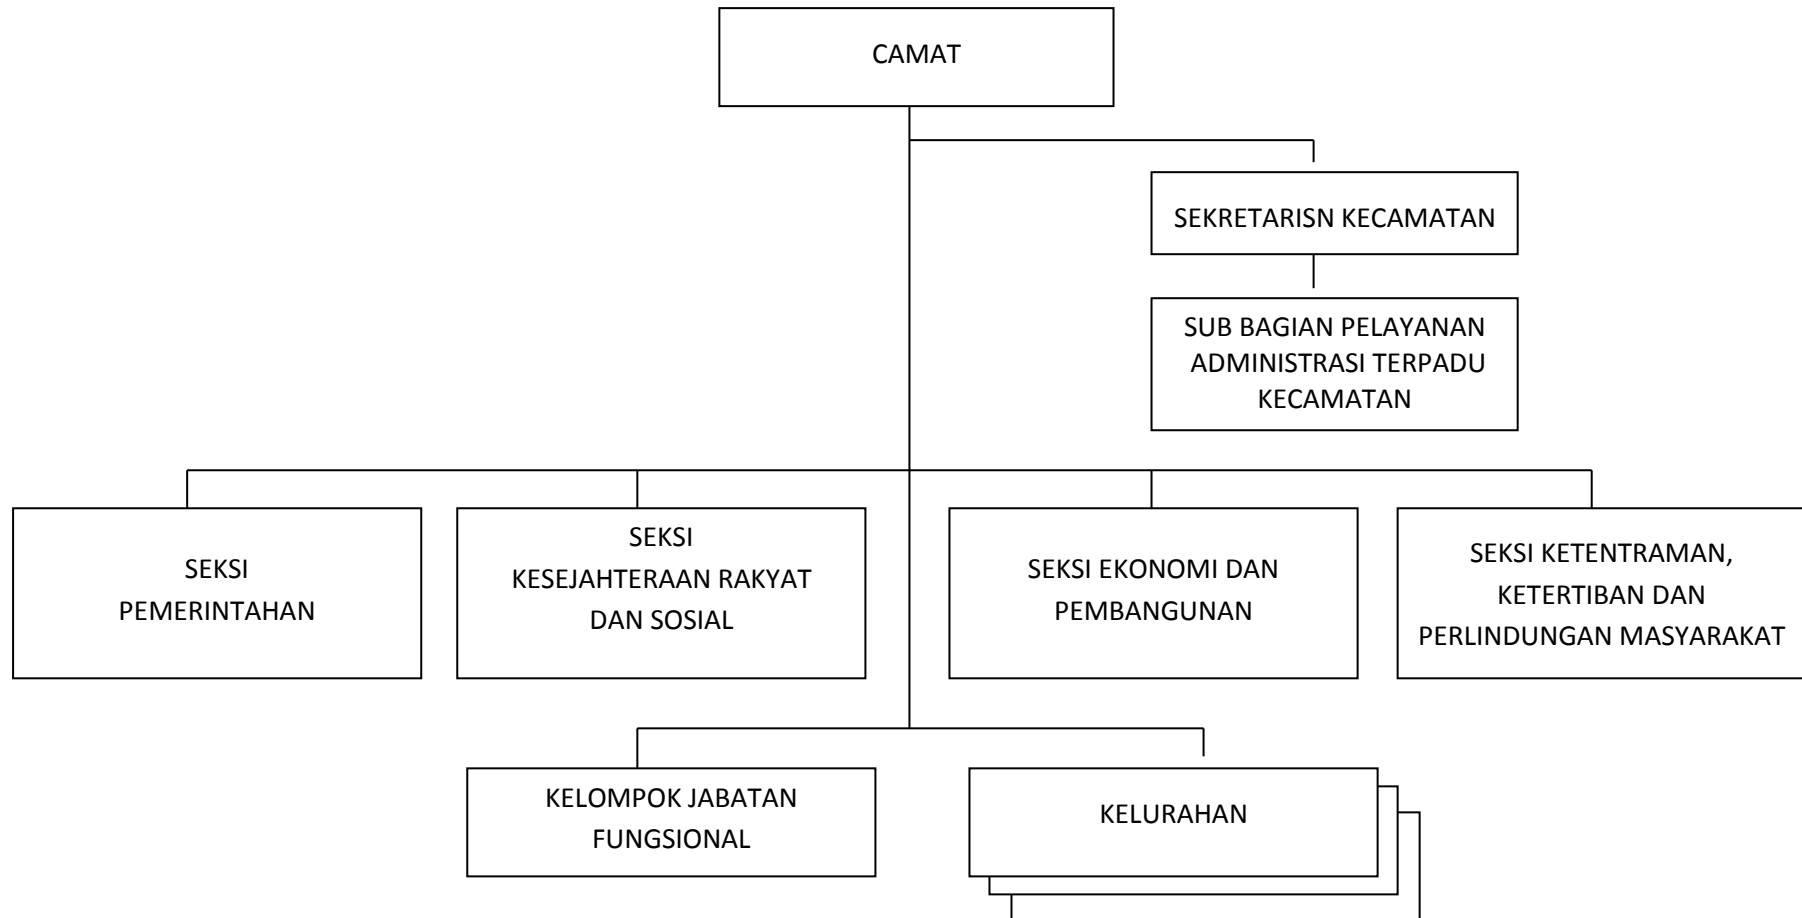 CAMAT
SEKRETARISN KECAMATAN
SUB BAGIAN PELAYANAN
ADMINISTRASI TERPADU
KECAMATAN
SEKSI
PEMERINTAHAN
SEKSI
KESEJAHTERAAN RAKYAT
DAN SOSIAL
SEKSI EKONOMI DAN
PEMBANGUNAN
SEKSI KETENTRAMAN,
KETERTIBAN DAN
PERLINDUNGAN MASYARAKAT
KELOMPOK JABATAN
FUNGSIONAL
KELURAHAN